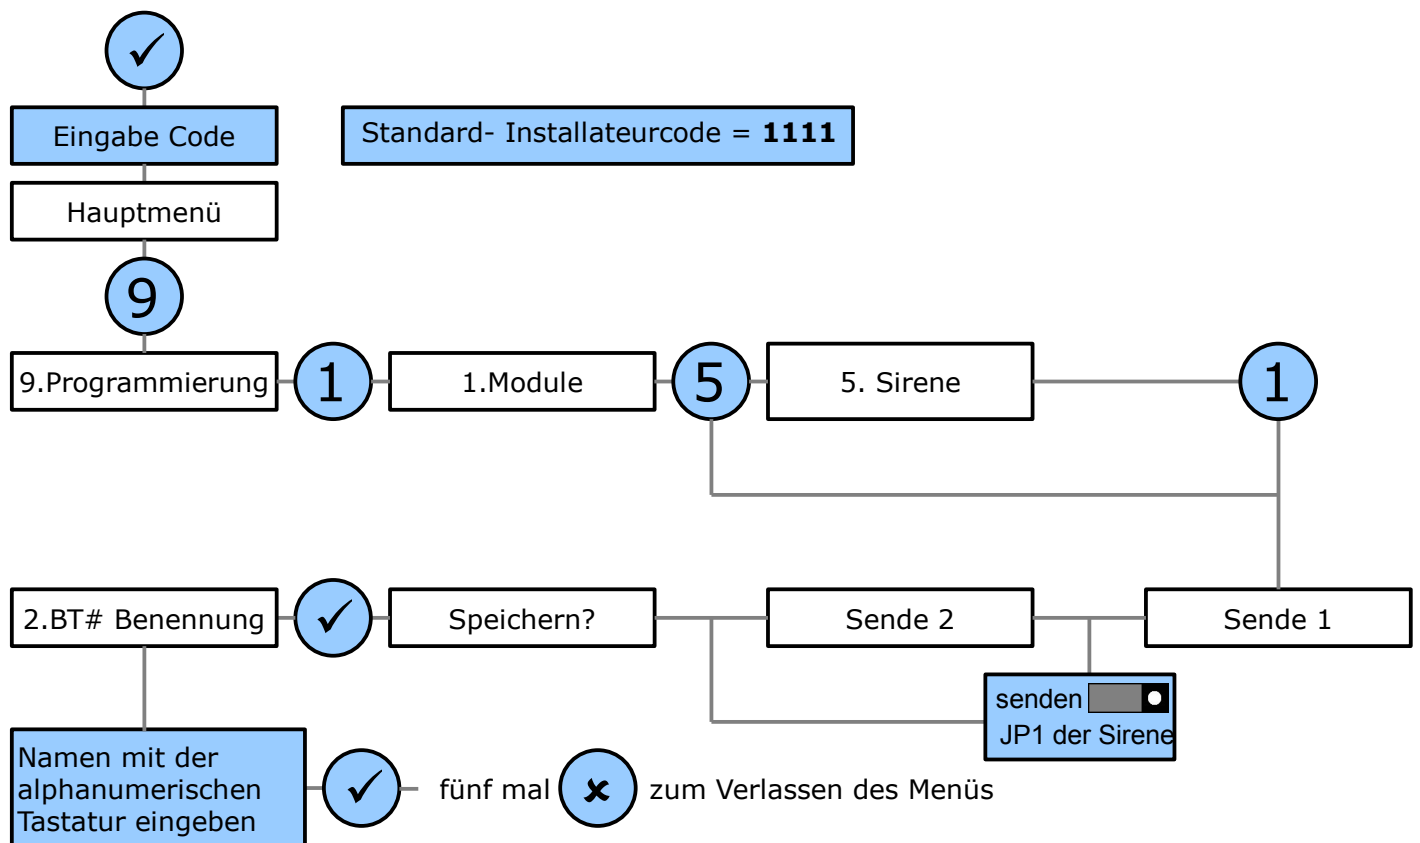 ✓
Eingabe Code
Standard- Installateurcode = 1111
Hauptmenü
9
9.Programmierung
1
1.Module
5
5. Sirene
1
2.BT# Benennung
✓
Speichern?
Sende 2
Sende 1
senden
JP1 der Sirene
Namen mit der
alphanumerischen
Tastatur eingeben
✓
fünf mal ✘ zum Verlassen des Menüs